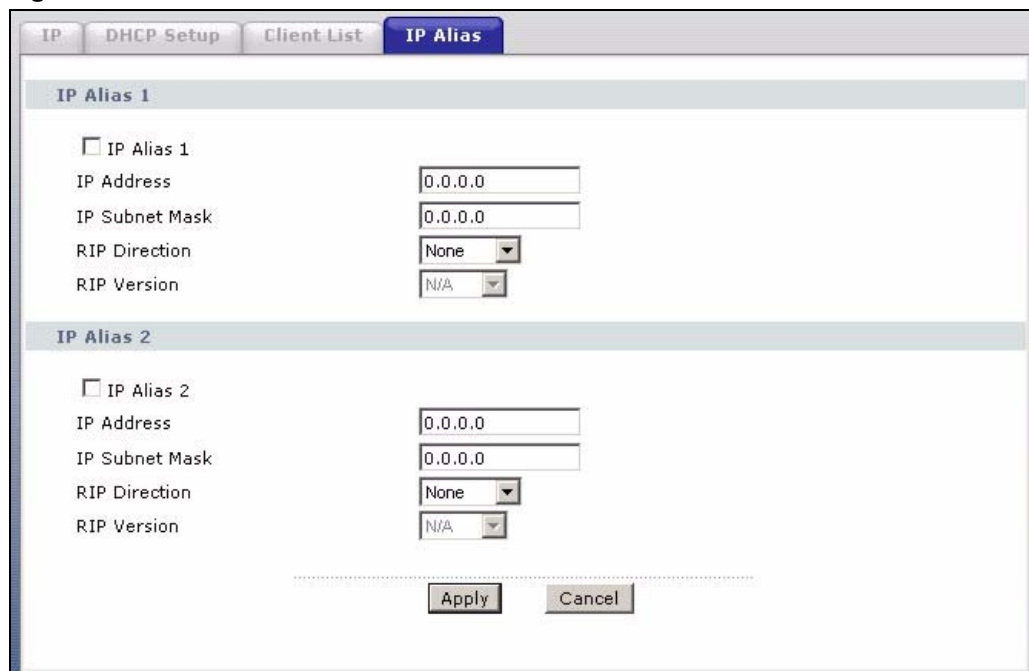 IP DHCP Setup Client List IP Alias
IP Alias 1
IP Alias 1
IP Address 0.0.0.0
IP Subnet Mask 0.0.0.0
RIP Direction None
RIP Version N/A
IP Alias 2
IP Alias 2
IP Address 0.0.0.0
IP Subnet Mask 0.0.0.0
RIP Direction None
RIP Version N/A
Apply Cancel